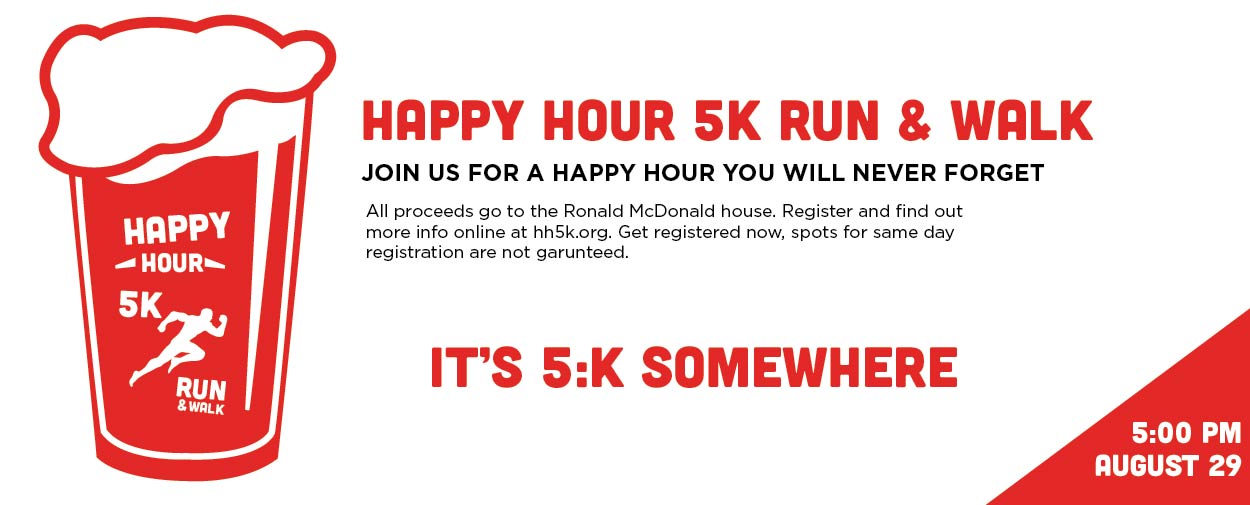 HAPPY
HOUR
5K
RUN
& WALK
HAPPY HOUR 5K RUN & WALK
JOIN US FOR A HAPPY HOUR YOU WILL NEVER FORGET
All proceeds go to the Ronald McDonald house. Register and find out
more info online at hh5k.org. Get registered now, spots for same day
registration are not garunteed.
IT'S 5:K SOMEWHERE
5:00 PM
AUGUST 29